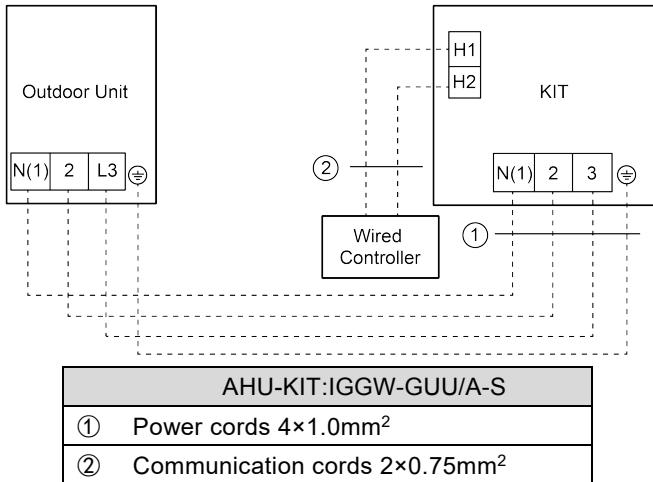 Outdoor Unit
N(1) 2 L3
H1
H2
KIT
N(1) 2 3
②
Wired
Controller
①
AHU-KIT:IGGW-GUU/A-S
① Power cords 4×1.0mm²
② Communication cords 2×0.75mm²